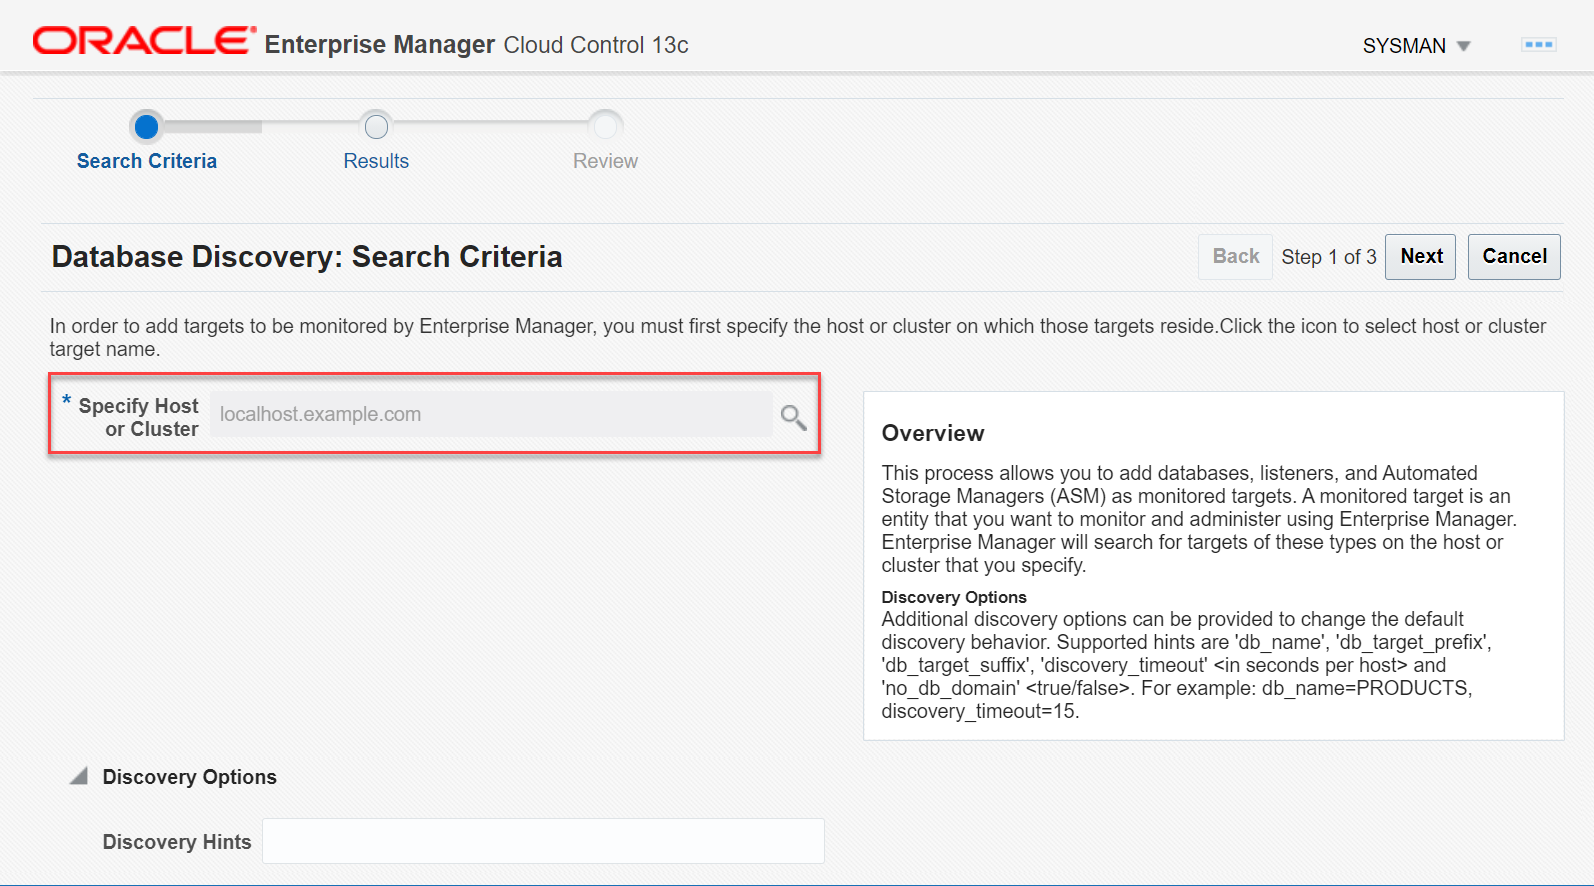 ORACLE Enterprise Manager Cloud Control 13c
SYSMAN
Search Criteria
Results
Review
Database Discovery: Search Criteria
Back Step 1 of 3 Next Cancel
In order to add targets to be monitored by Enterprise Manager, you must first specify the host or cluster on which those targets reside.Click the icon to select host or cluster
target name.
* Specify Host
or Cluster
localhost.example.com
Overview
This process allows you to add databases, listeners, and Automated
Storage Managers (ASM) as monitored targets. A monitored target is an
entity that you want to monitor and administer using Enterprise Manager.
Enterprise Manager will search for targets of these types on the host or
cluster that you specify.
Discovery Options
Additional discovery options can be provided to change the default
discovery behavior. Supported hints are 'db_name', 'db_target_prefix',
'db_target_suffix', 'discovery_timeout' <in seconds per host> and
'no_db_domain' <true/false>. For example: db_name=PRODUCTS,
discovery_timeout=15.
Discovery Options
Discovery Hints